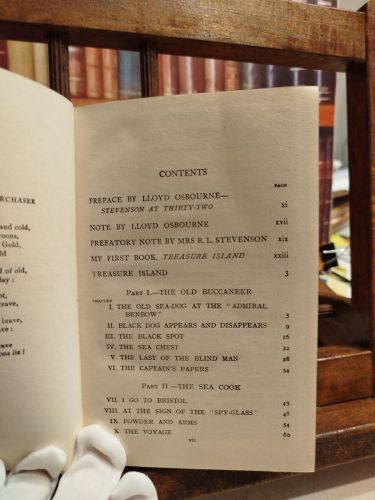 RCHASER
and cold,
Gold,
d of old,
rave,
CONTENTS
PAGE
PREFACE BY LLOYD OSBOURNE—
STEVENSON AT THIRTY-TWO xi
NOTE BY LLOYD OSBOURNE xvii
PREFATORY NOTE BY MRS R. L. STEVENSON xix
MY FIRST BOOK, TREASURE ISLAND xxiii
TREASURE ISLAND 3
PART I.—THE OLD BUCCANEER
CHAPTER
I. THE OLD SEA-DOG AT THE "ADMIRAL
BENBOW" 3
II. BLACK DOG APPEARS AND DISAPPEARS 9
III. THE BLACK SPOT 16
IV. THE SEA CHEST 22
V. THE LAST OF THE BLIND MAN 28
VI. THE CAPTAIN'S PAPERS 34
PART II.—THE SEA COOK
VII. I GO TO BRISTOL
VIII. AT THE SIGN OF THE "SPY-GLASS" 48
IX. POWDER AND ARMS 54
X. THE VOYAGE 60
vii